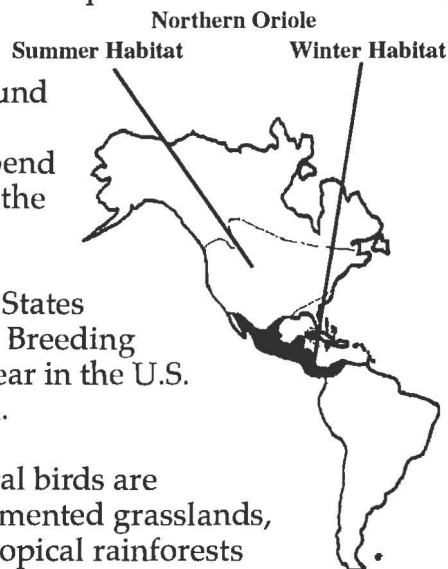 Northern Oriole
Summer Habitat
Winter Habitat
und
pend
the
States
Breeding
ear in the U.S.
al birds are
mented grasslands,
opical rainforests